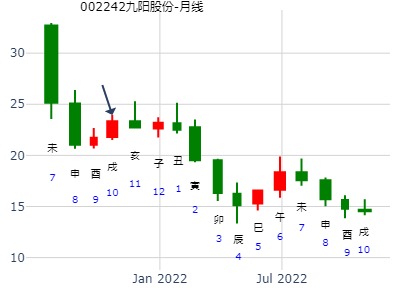 002242九阳股份-月线
30
25
20
15
10
未
7
申
8
酉
9
戌
10
亥
11
子
12
丑
1
寅
2
卯
3
辰
4
巳
5
午
6
未
7
申
8
酉
9
戌
10
Jan 2022
Jul 2022